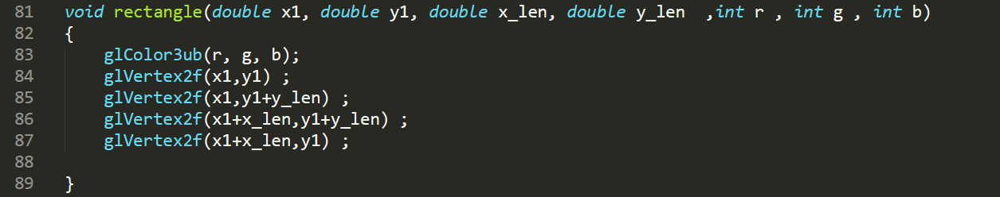 81 void rectangle(double x1, double y1, double x_len, double y_len  ,int r , int g , int b)
82 {
83     glColor3ub(r, g, b);
84     glVertex2f(x1,y1) ;
85     glVertex2f(x1,y1+y_len) ;
86     glVertex2f(x1+x_len,y1+y_len) ;
87     glVertex2f(x1+x_len,y1) ;
88
89 }